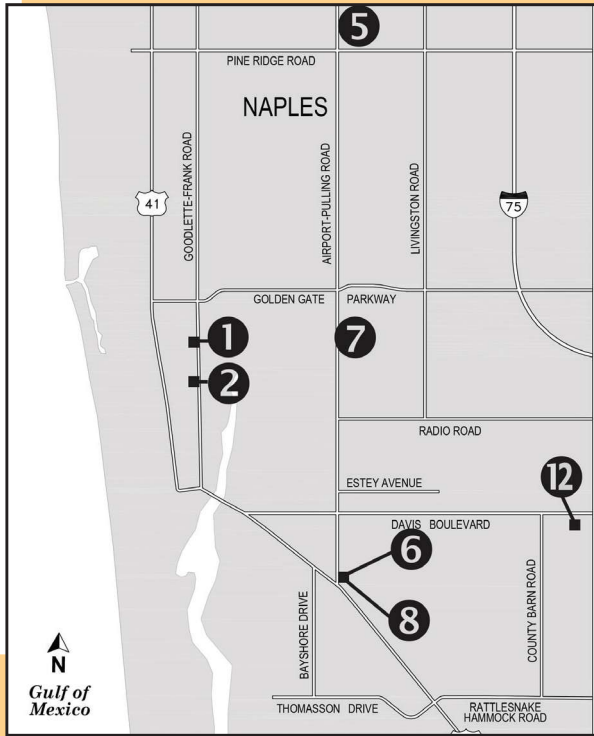 5
PINE RIDGE ROAD
NAPLES
GOODLETTE-FRANK ROAD
AIRPORT-PULLING ROAD
LIVINGSTON ROAD
41
75
GOLDEN GATE PARKWAY
1
7
2
RADIO ROAD
ESTEY AVENUE
12
DAVIS BOULEVARD
6
8
BAYSHORE DRIVE
COUNTY BARN ROAD
N
Gulf of
Mexico
THOMASSON DRIVE
RATTLESNAKE
HAMMOCK ROAD